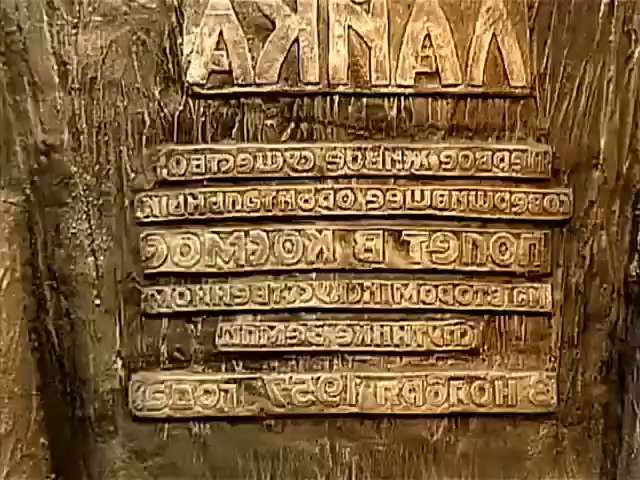 ЛАЙКА
ПЕРВОЕ ЖИВОЕ СУЩЕСТВО
СОВЕРШИВШЕЕ ОРБИТАЛЬНЫЙ
ПОЛЕТ В КОСМОС
НА ВТОРОМ ИСКУССТВЕННОМ
СПУТНИКЕ ЗЕМЛИ
3 НОЯБРЯ 1957 ГОДА